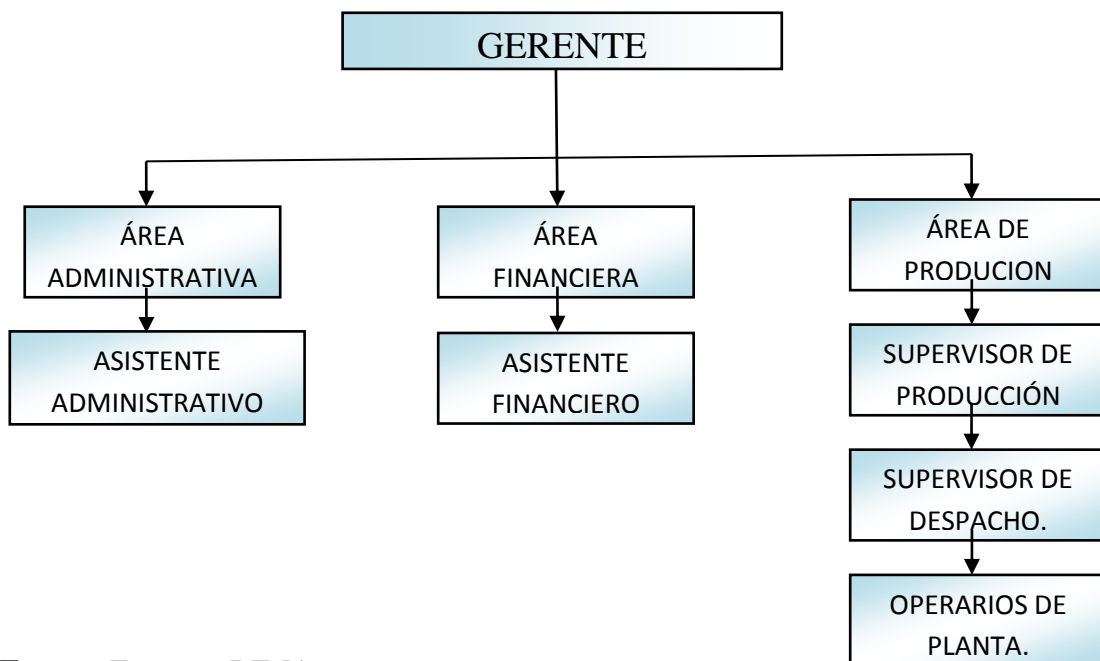 GERENTE
ÁREA
ADMINISTRATIVA
ASISTENTE
ADMINISTRATIVO
ÁREA
FINANCIERA
ASISTENTE
FINANCIERO
ÁREA DE
PRODUCION
SUPERVISOR DE
PRODUCCIÓN
SUPERVISOR DE
DESPACHO.
OPERARIOS DE
PLANTA.